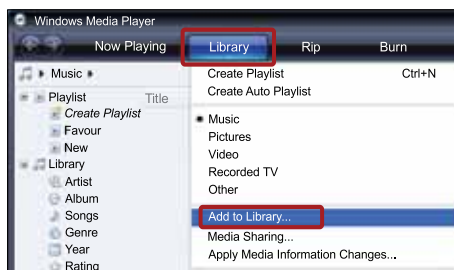 Windows Media Player
Now Playing Library Rip Burn
Music
Create Playlist Ctrl+N
Create Auto Playlist
Playlist Title
Create Playlist
Favour
New
Library
Artist
Album
Songs
Genre
Year
Rating
Music
Pictures
Video
Recorded TV
Other
Add to Library...
Media Sharing...
Apply Media Information Changes...